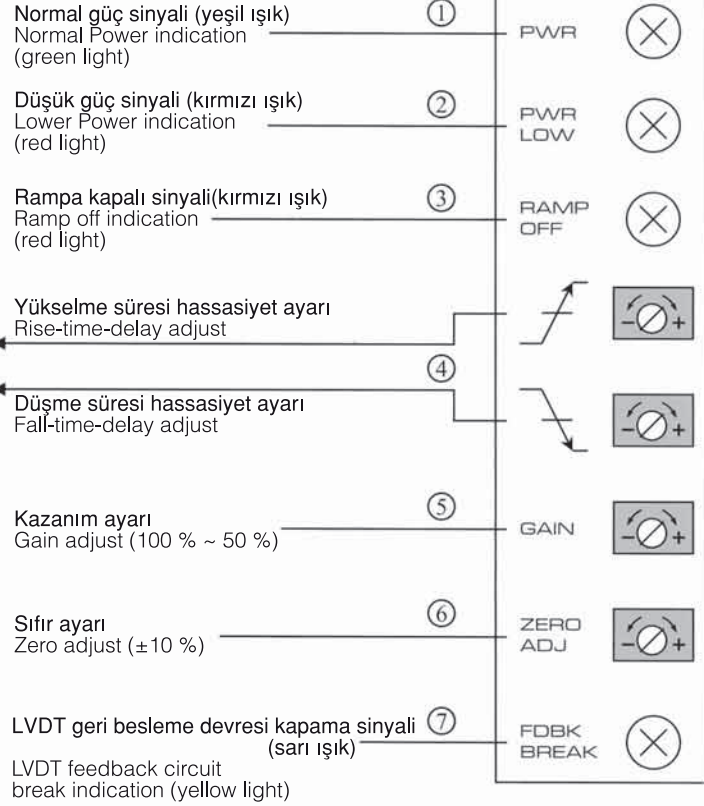 Normal güç sinyali (yeşil ışık)
Normal Power indication
(green light)
①
PWR
Düşük güç sinyali (kırmızı ışık)
Lower Power indication
(red light)
②
PWR
LOW
Rampa kapalı sinyali(kırmızı ışık)
Ramp off indication
(red light)
③
RAMP
OFF
Yükselme süresi hassasiyet ayarı
Rise-time-delay adjust
- +
④
Düşme süresi hassasiyet ayarı
Fall-time-delay adjust
- +
Kazanım ayarı
Gain adjust (100 % ~ 50 %)
⑤
GAIN
- +
Sıfır ayarı
Zero adjust (±10 %)
⑥
ZERO
ADJ
- +
LVDT geri besleme devresi kapama sinyali
(sarı ışık)
LVDT feedback circuit
break indication (yellow light)
⑦
FDBK
BREAK